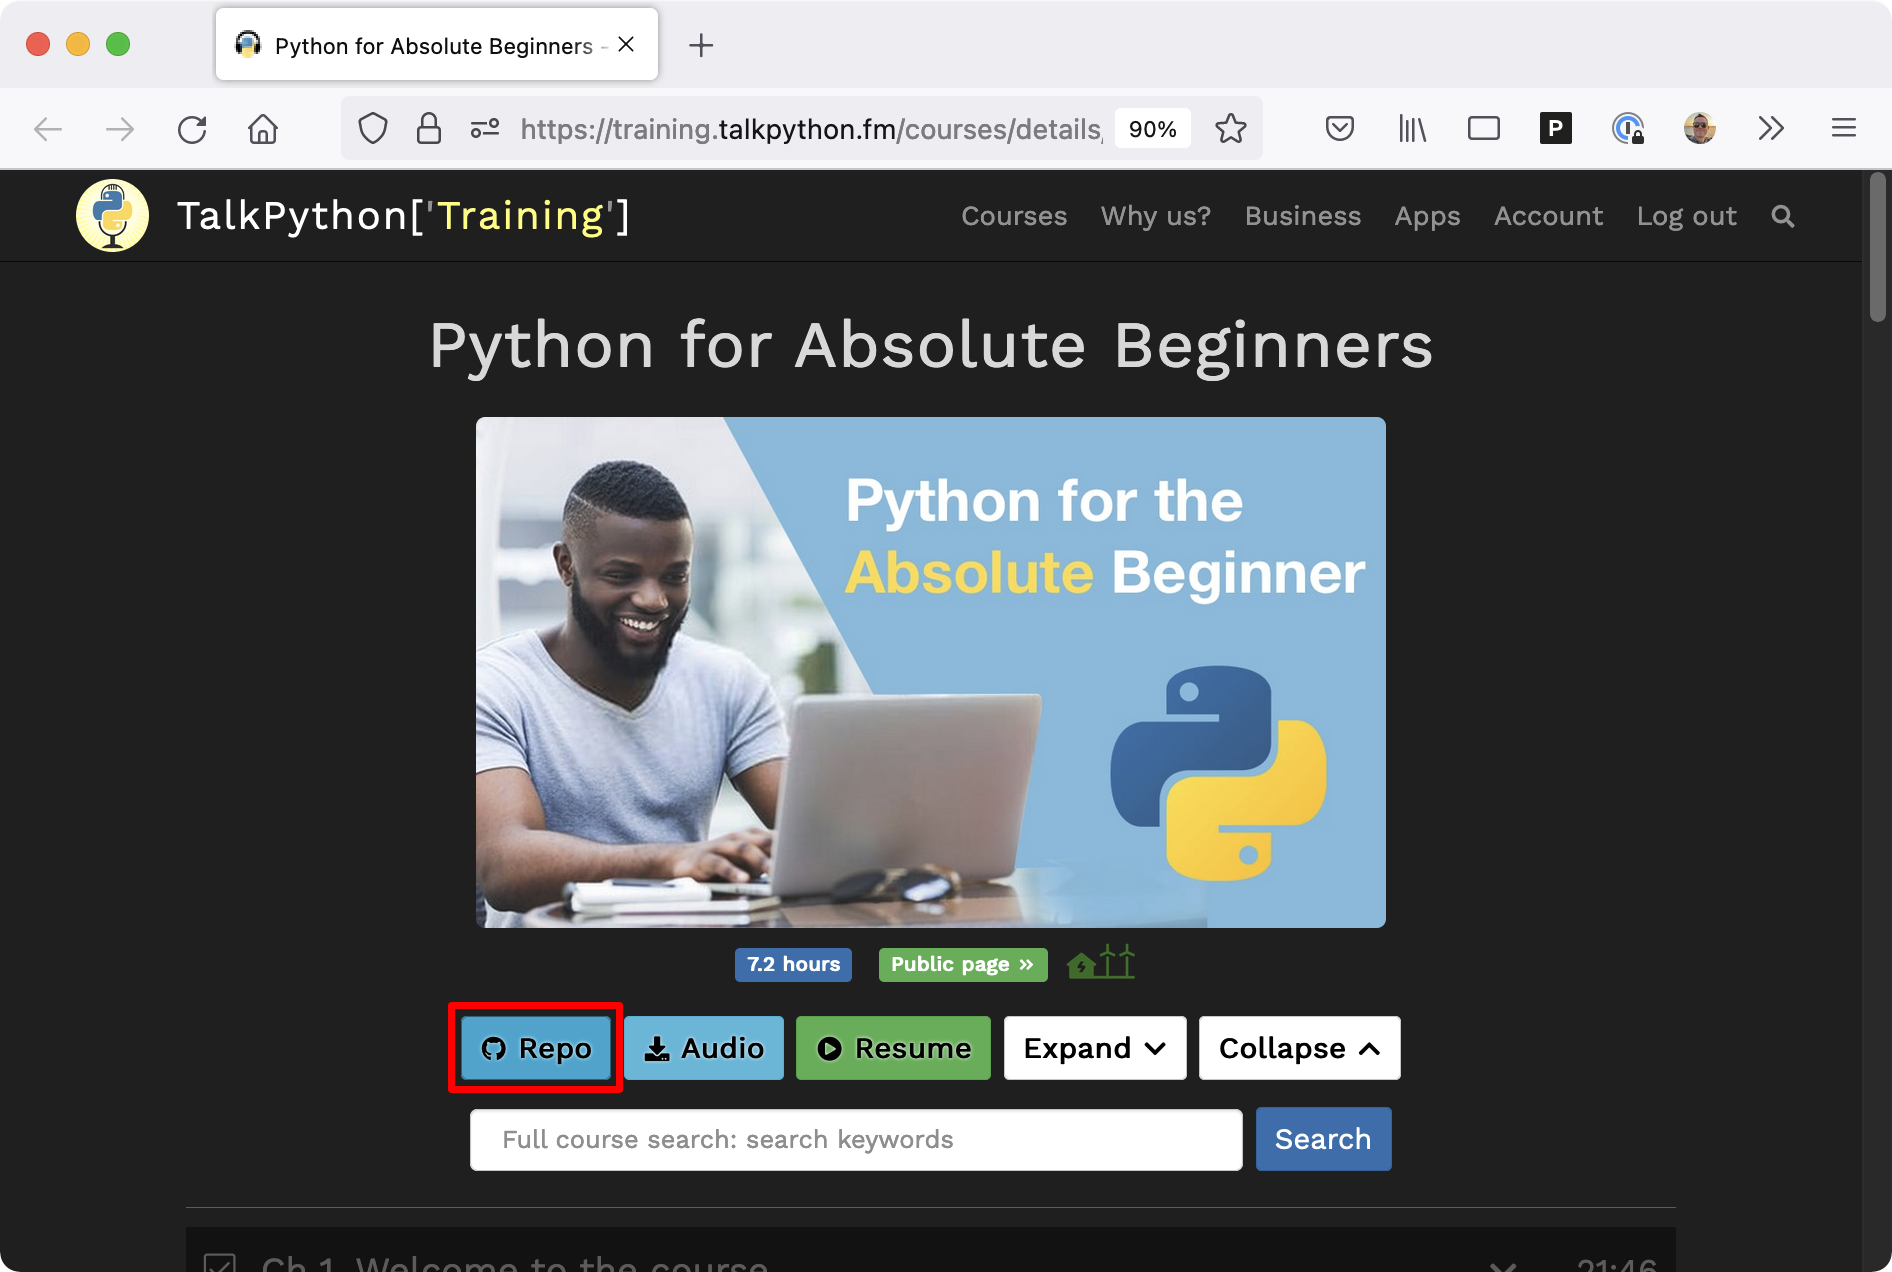 Python for Absolute Beginners -
https://training.talkpython.fm/courses/details,
90%
P
TalkPython['Training']
Courses Why us? Business Apps Account Log out
Python for Absolute Beginners
Python for the
Absolute Beginner
7.2 hours
Public page »
Repo
Audio
Resume
Expand
Collapse
Full course search: search keywords
Search
Ch 1. Welcome to the course
21:46